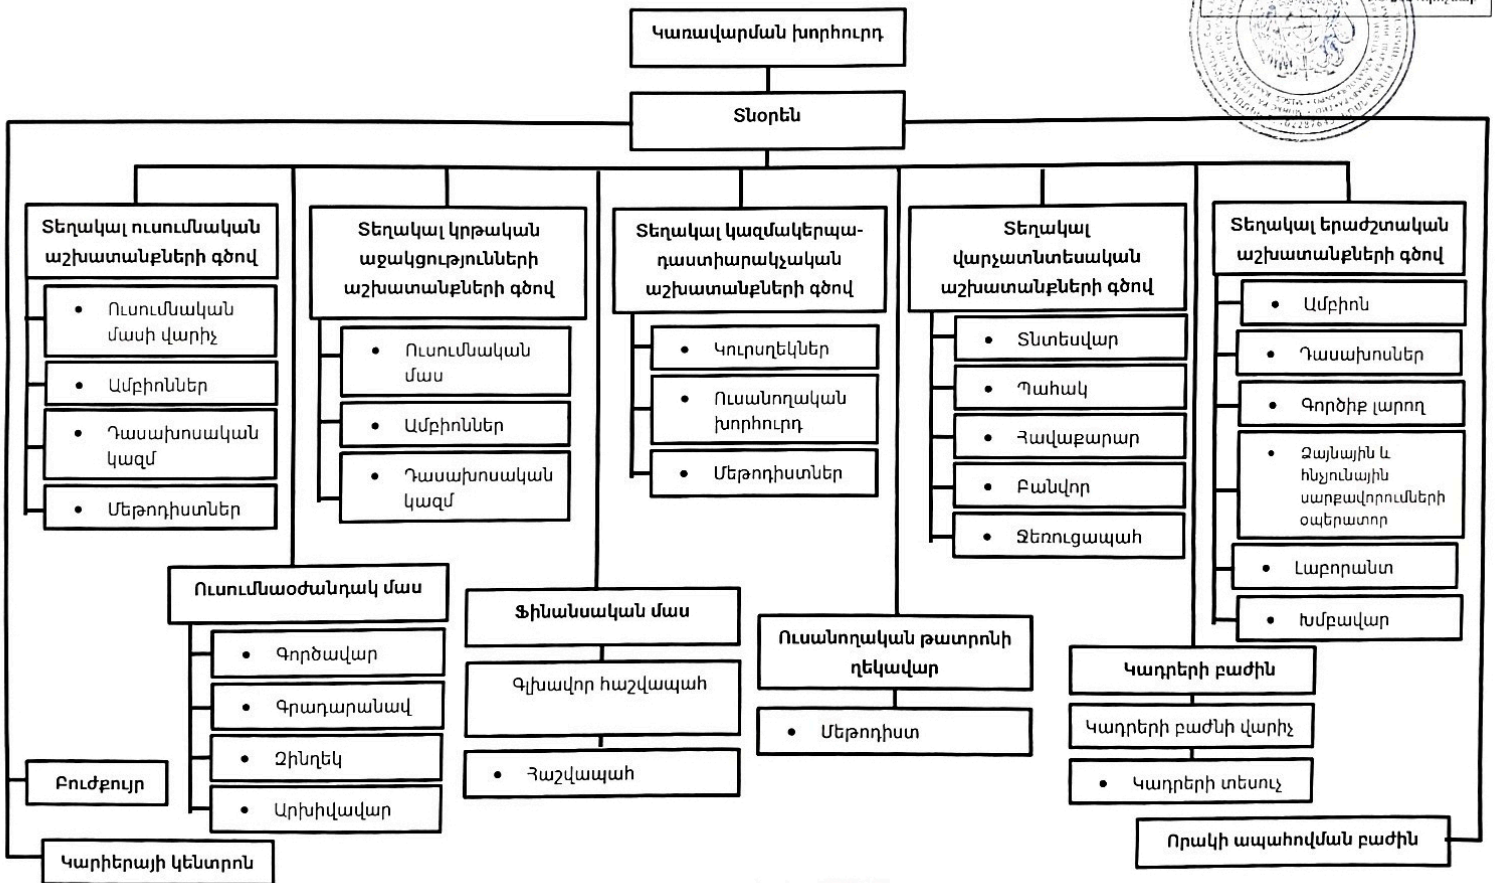 Կառավարման խորհուրդ
Տնօրեն
Տեղակալ ուսումնական
աշխատանքների գծով
• Ուսումնական
մասի վարիչ
• Ամբիոններ
• Դասախոսական
կազմ
• Մեթոդիստներ
Տեղակալ կրթական
աջակցությունների
աշխատանքների գծով
• Ուսումնական
մաս
• Ամբիոններ
• Դասախոսական
կազմ
Տեղակալ կազմակերպա-
դաստիարակչական
աշխատանքների գծով
• Կուրսղեկներ
• Ուսանողական
խորհուրդ
• Մեթոդիստներ
Տեղակալ
վարչատնտեսական
աշխատանքների գծով
• Տնտեսվար
• Պահակ
• Հավաքարար
• Բանվոր
• Ջեռուցապահ
Տեղակալ երաժշտական
աշխատանքների գծով
• Ամբիոն
• Դասախոսներ
• Գործիք լարող
• Ձայնային և
հնչյունային
սարքավորումների
օպերատոր
• Լաբորանտ
• Խմբավար
Ուսումնաօժանդակ մաս
• Գործավար
• Գրադարանավ
• Զինղեկ
• Արխիվավար
Ֆինանսական մաս
Գլխավոր հաշվապահ
• Հաշվապահ
Ուսանողական թատրոնի
ղեկավար
• Մեթոդիստ
Կադրերի բաժին
Կադրերի բաժնի վարիչ
• Կադրերի տեսուչ
Բուժքույր
Կարիերայի կենտրոն
Որակի ապահովման բաժին